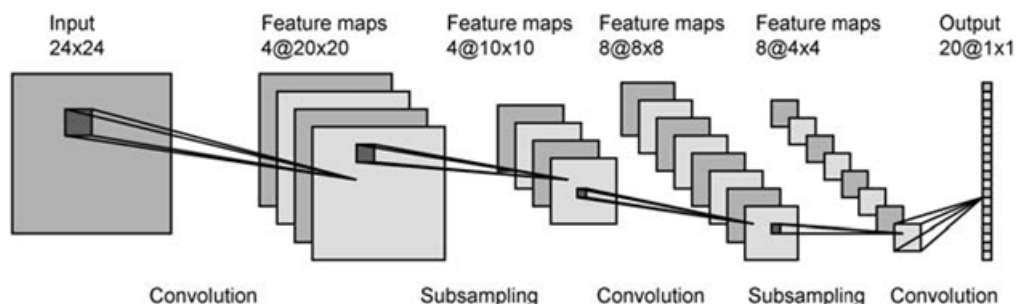 Input
24x24
Feature maps
4@20x20
Feature maps
4@10x10
Feature maps
8@8x8
Feature maps
8@4x4
Output
20@1x1
Convolution
Subsampling
Convolution
Subsampling
Convolution